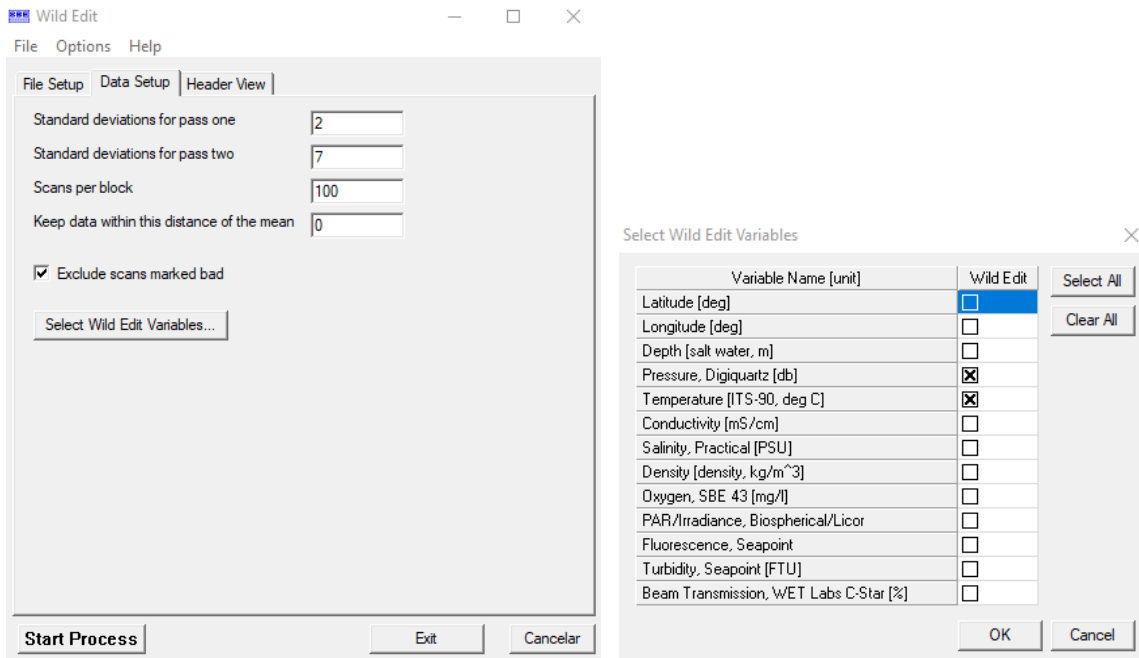 SBE Wild Edit
File Options Help
File Setup Data Setup Header View
Standard deviations for pass one 2
Standard deviations for pass two 7
Scans per block 100
Keep data within this distance of the mean 0
Exclude scans marked bad
Select Wild Edit Variables...
Start Process Exit Cancelar
Select Wild Edit Variables
Variable Name [unit] Wild Edit Select All
Latitude [deg]
Longitude [deg] Clear All
Depth [salt water, m]
Pressure, Digiquartz [db]
Temperature [ITS-90, deg C]
Conductivity [mS/cm]
Salinity, Practical [PSU]
Density [density, kg/m^3]
Oxygen, SBE 43 [mg/l]
PAR/Irradiance, Biospherical/Licor
Fluorescence, Seapoint
Turbidity, Seapoint [FTU]
Beam Transmission, WET Labs C-Star [%]
OK Cancel